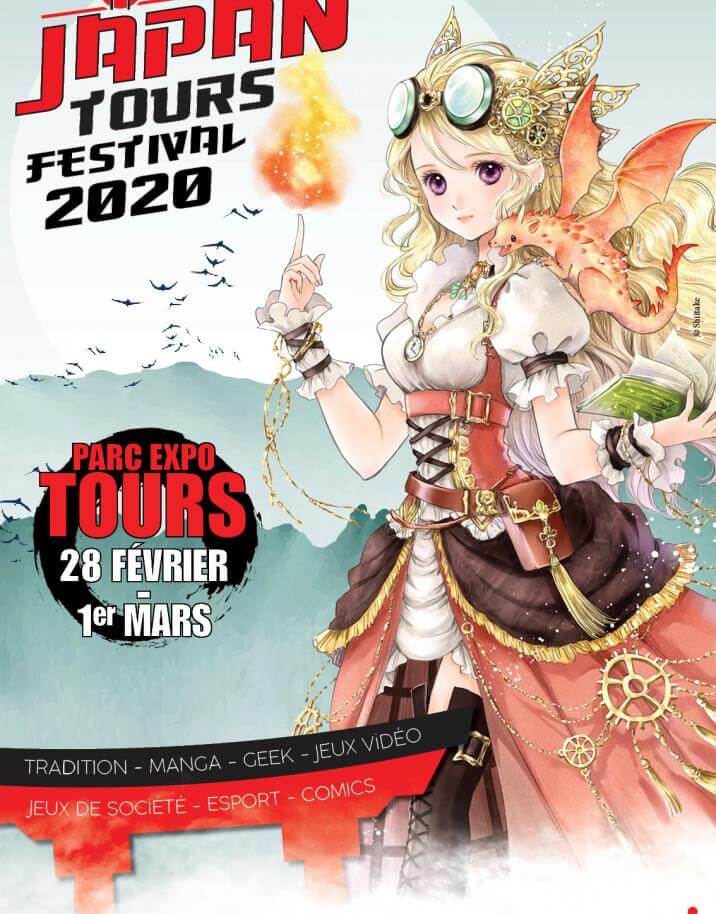 JAPAN
TOURS
FESTIVAL
2020
© Shiitake
PARC EXPO
TOURS
28 FÉVRIER
-
1er MARS
TRADITION - MANGA - GEEK - JEUX VIDÉO
JEUX DE SOCIÉTÉ - ESPORT - COMICS